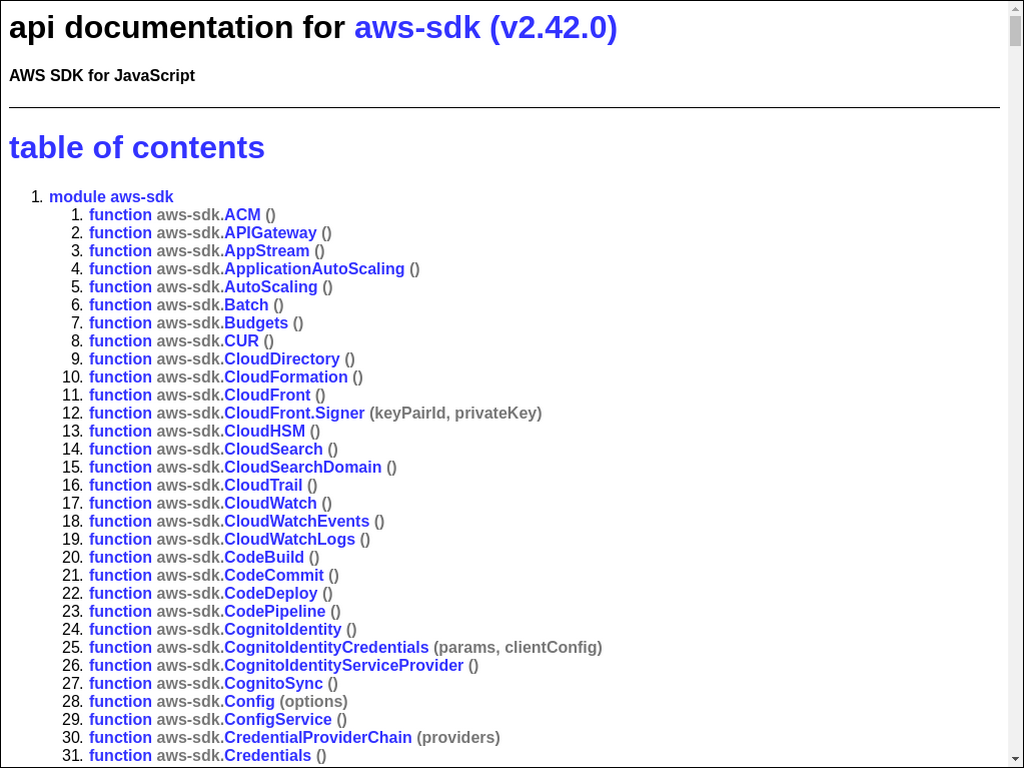 api documentation for aws-sdk (v2.42.0)
AWS SDK for JavaScript
table of contents
1. module aws-sdk
1. function aws-sdk.ACM ()
2. function aws-sdk.APIGateway ()
3. function aws-sdk.AppStream ()
4. function aws-sdk.ApplicationAutoScaling ()
5. function aws-sdk.AutoScaling ()
6. function aws-sdk.Batch ()
7. function aws-sdk.Budgets ()
8. function aws-sdk.CUR ()
9. function aws-sdk.CloudDirectory ()
10. function aws-sdk.CloudFormation ()
11. function aws-sdk.CloudFront ()
12. function aws-sdk.CloudFront.Signer (keyPairId, privateKey)
13. function aws-sdk.CloudHSM ()
14. function aws-sdk.CloudSearch ()
15. function aws-sdk.CloudSearchDomain ()
16. function aws-sdk.CloudTrail ()
17. function aws-sdk.CloudWatch ()
18. function aws-sdk.CloudWatchEvents ()
19. function aws-sdk.CloudWatchLogs ()
20. function aws-sdk.CodeBuild ()
21. function aws-sdk.CodeCommit ()
22. function aws-sdk.CodeDeploy ()
23. function aws-sdk.CodePipeline ()
24. function aws-sdk.CognitoIdentity ()
25. function aws-sdk.CognitoIdentityCredentials (params, clientConfig)
26. function aws-sdk.CognitoIdentityServiceProvider ()
27. function aws-sdk.CognitoSync ()
28. function aws-sdk.Config (options)
29. function aws-sdk.ConfigService ()
30. function aws-sdk.CredentialProviderChain (providers)
31. function aws-sdk.Credentials ()